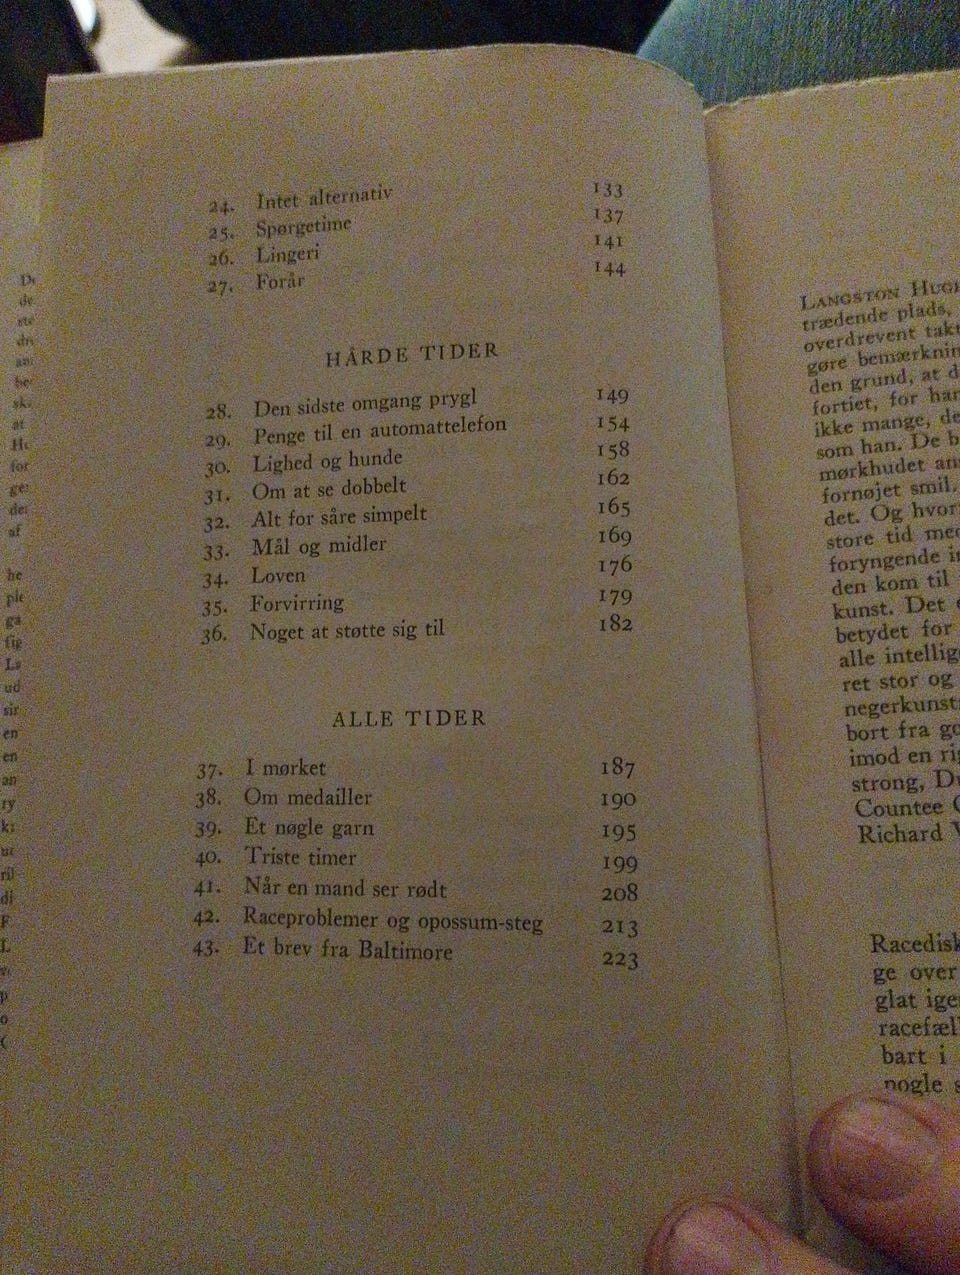 24. Intet alternativ 133
25. Spørgetime 137
26. Lingeri 141
27. Forår 144
HÅRDE TIDER
28. Den sidste omgang prygl 149
29. Penge til en automattelefon 154
30. Lighed og hunde 158
31. Om at se dobbelt 162
32. Alt for såre simpelt 165
33. Mål og midler 169
34. Loven 176
35. Forvirring 179
36. Noget at støtte sig til 182
ALLE TIDER
37. I mørket 187
38. Om medailler 190
39. Et nøgle garn 195
40. Triste timer 199
41. Når en mand ser rødt 208
42. Raceproblemer og opossum-steg 213
43. Et brev fra Baltimore 223
LANGSTON
trædende plads,
overdrevent
gøre
den grund, at
fortiet, for
ikke mange,
som han. De
mørkhudet
fornøjet smil.
det. Og
store tid
foryngende
den kom til
kunst. Det
betydet for
alle
ret stor og
bort fra
imod en
strong,
Countee
Richard
ge over
glat
bart i
nogle